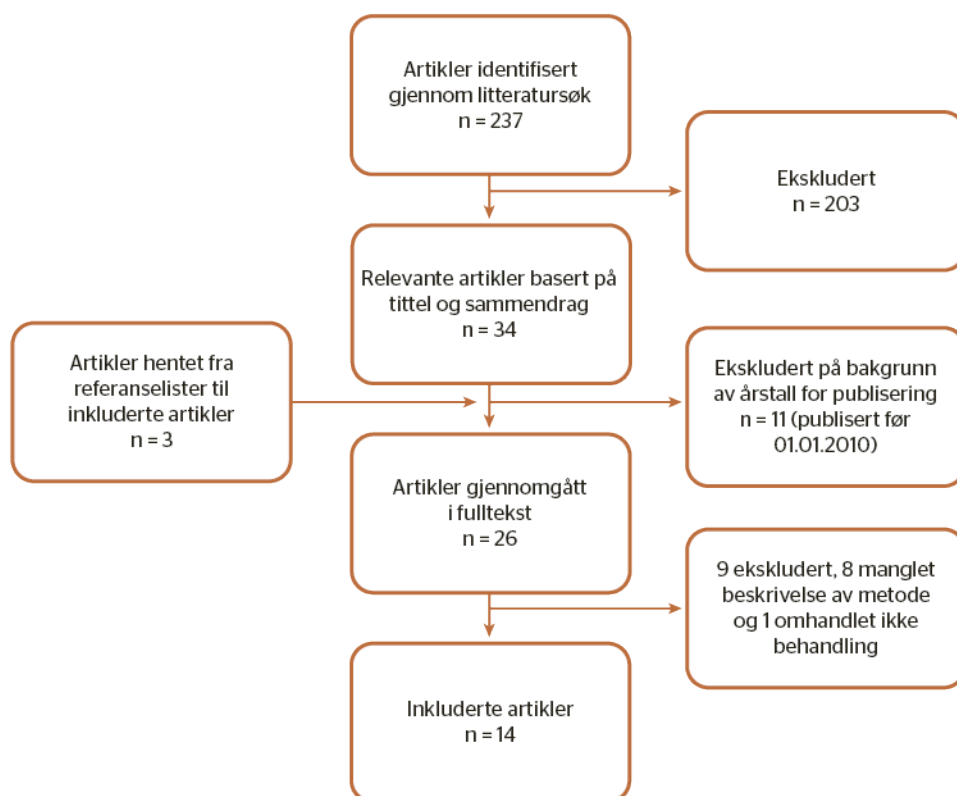 Artikler identifisert
gjennom litteratursøk
n = 237
Ekskludert
n = 203
Relevante artikler basert på
tittel og sammendrag
n = 34
Artikler hentet fra
referanselister til
inkluderte artikler
n = 3
Ekskludert på bakgrunn
av årstall for publisering
n = 11 (publisert før
01.01.2010)
Artikler gjennomgått
i fulltekst
n = 26
9 ekskludert, 8 manglet
beskrivelse av metode
og 1 omhandlet ikke
behandling
Inkluderte artikler
n = 14